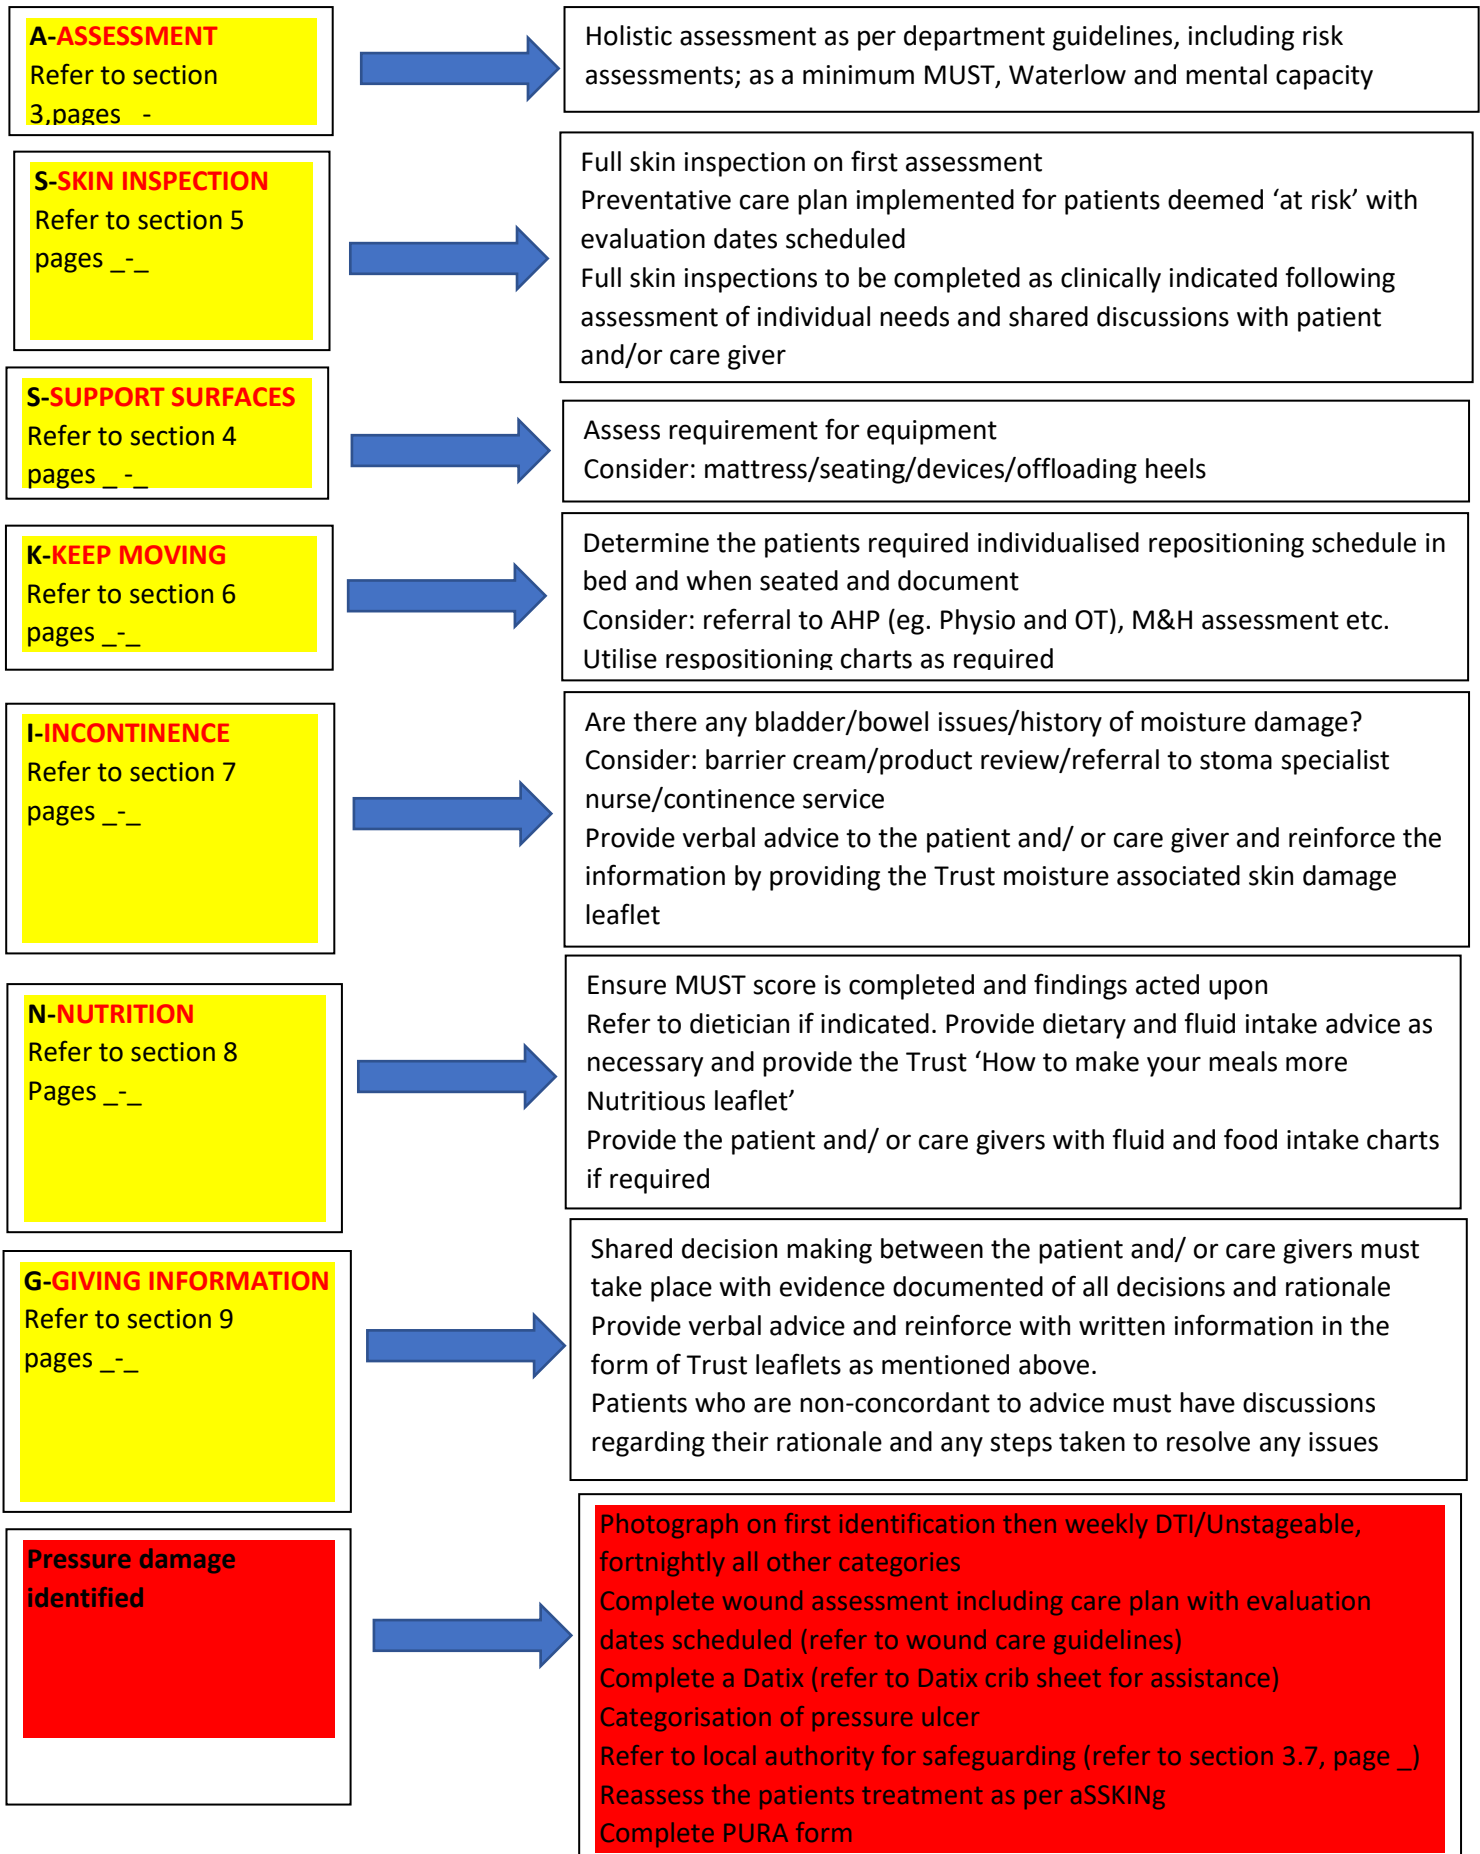 A-ASSESSMENT
Refer to section
3,pages _-
Holistic assessment as per department guidelines, including risk
assessments; as a minimum MUST, Waterlow and mental capacity
S-SKIN INSPECTION
Refer to section 5
pages _-_
Full skin inspection on first assessment
Preventative care plan implemented for patients deemed ‘at risk’ with
evaluation dates scheduled
Full skin inspections to be completed as clinically indicated following
assessment of individual needs and shared discussions with patient
and/or care giver
S-SUPPORT SURFACES
Refer to section 4
pages _ -_
Assess requirement for equipment
Consider: mattress/seating/devices/offloading heels
K-KEEP MOVING
Refer to section 6
pages _-_
Determine the patients required individualised repositioning schedule in
bed and when seated and document
Consider: referral to AHP (eg. Physio and OT), M&H assessment etc.
Utilise respositioning charts as required
I-INCONTINENCE
Refer to section 7
pages _-_
Are there any bladder/bowel issues/history of moisture damage?
Consider: barrier cream/product review/referral to stoma specialist
nurse/continence service
Provide verbal advice to the patient and/ or care giver and reinforce the
information by providing the Trust moisture associated skin damage
leaflet
N-NUTRITION
Refer to section 8
Pages _-_
Ensure MUST score is completed and findings acted upon
Refer to dietician if indicated. Provide dietary and fluid intake advice as
necessary and provide the Trust ‘How to make your meals more
Nutritious leaflet’
Provide the patient and/ or care givers with fluid and food intake charts
if required
G-GIVING INFORMATION
Refer to section 9
pages _-_
Shared decision making between the patient and/ or care givers must
take place with evidence documented of all decisions and rationale
Provide verbal advice and reinforce with written information in the
form of Trust leaflets as mentioned above.
Patients who are non-concordant to advice must have discussions
regarding their rationale and any steps taken to resolve any issues
Pressure damage
identified
Photograph on first identification then weekly DTI/Unstageable,
fortnightly all other categories
Complete wound assessment including care plan with evaluation
dates scheduled (refer to wound care guidelines)
Complete a Datix (refer to Datix crib sheet for assistance)
Categorisation of pressure ulcer
Refer to local authority for safeguarding (refer to section 3.7, page _)
Reassess the patients treatment as per aSSKINg
Complete PURA form